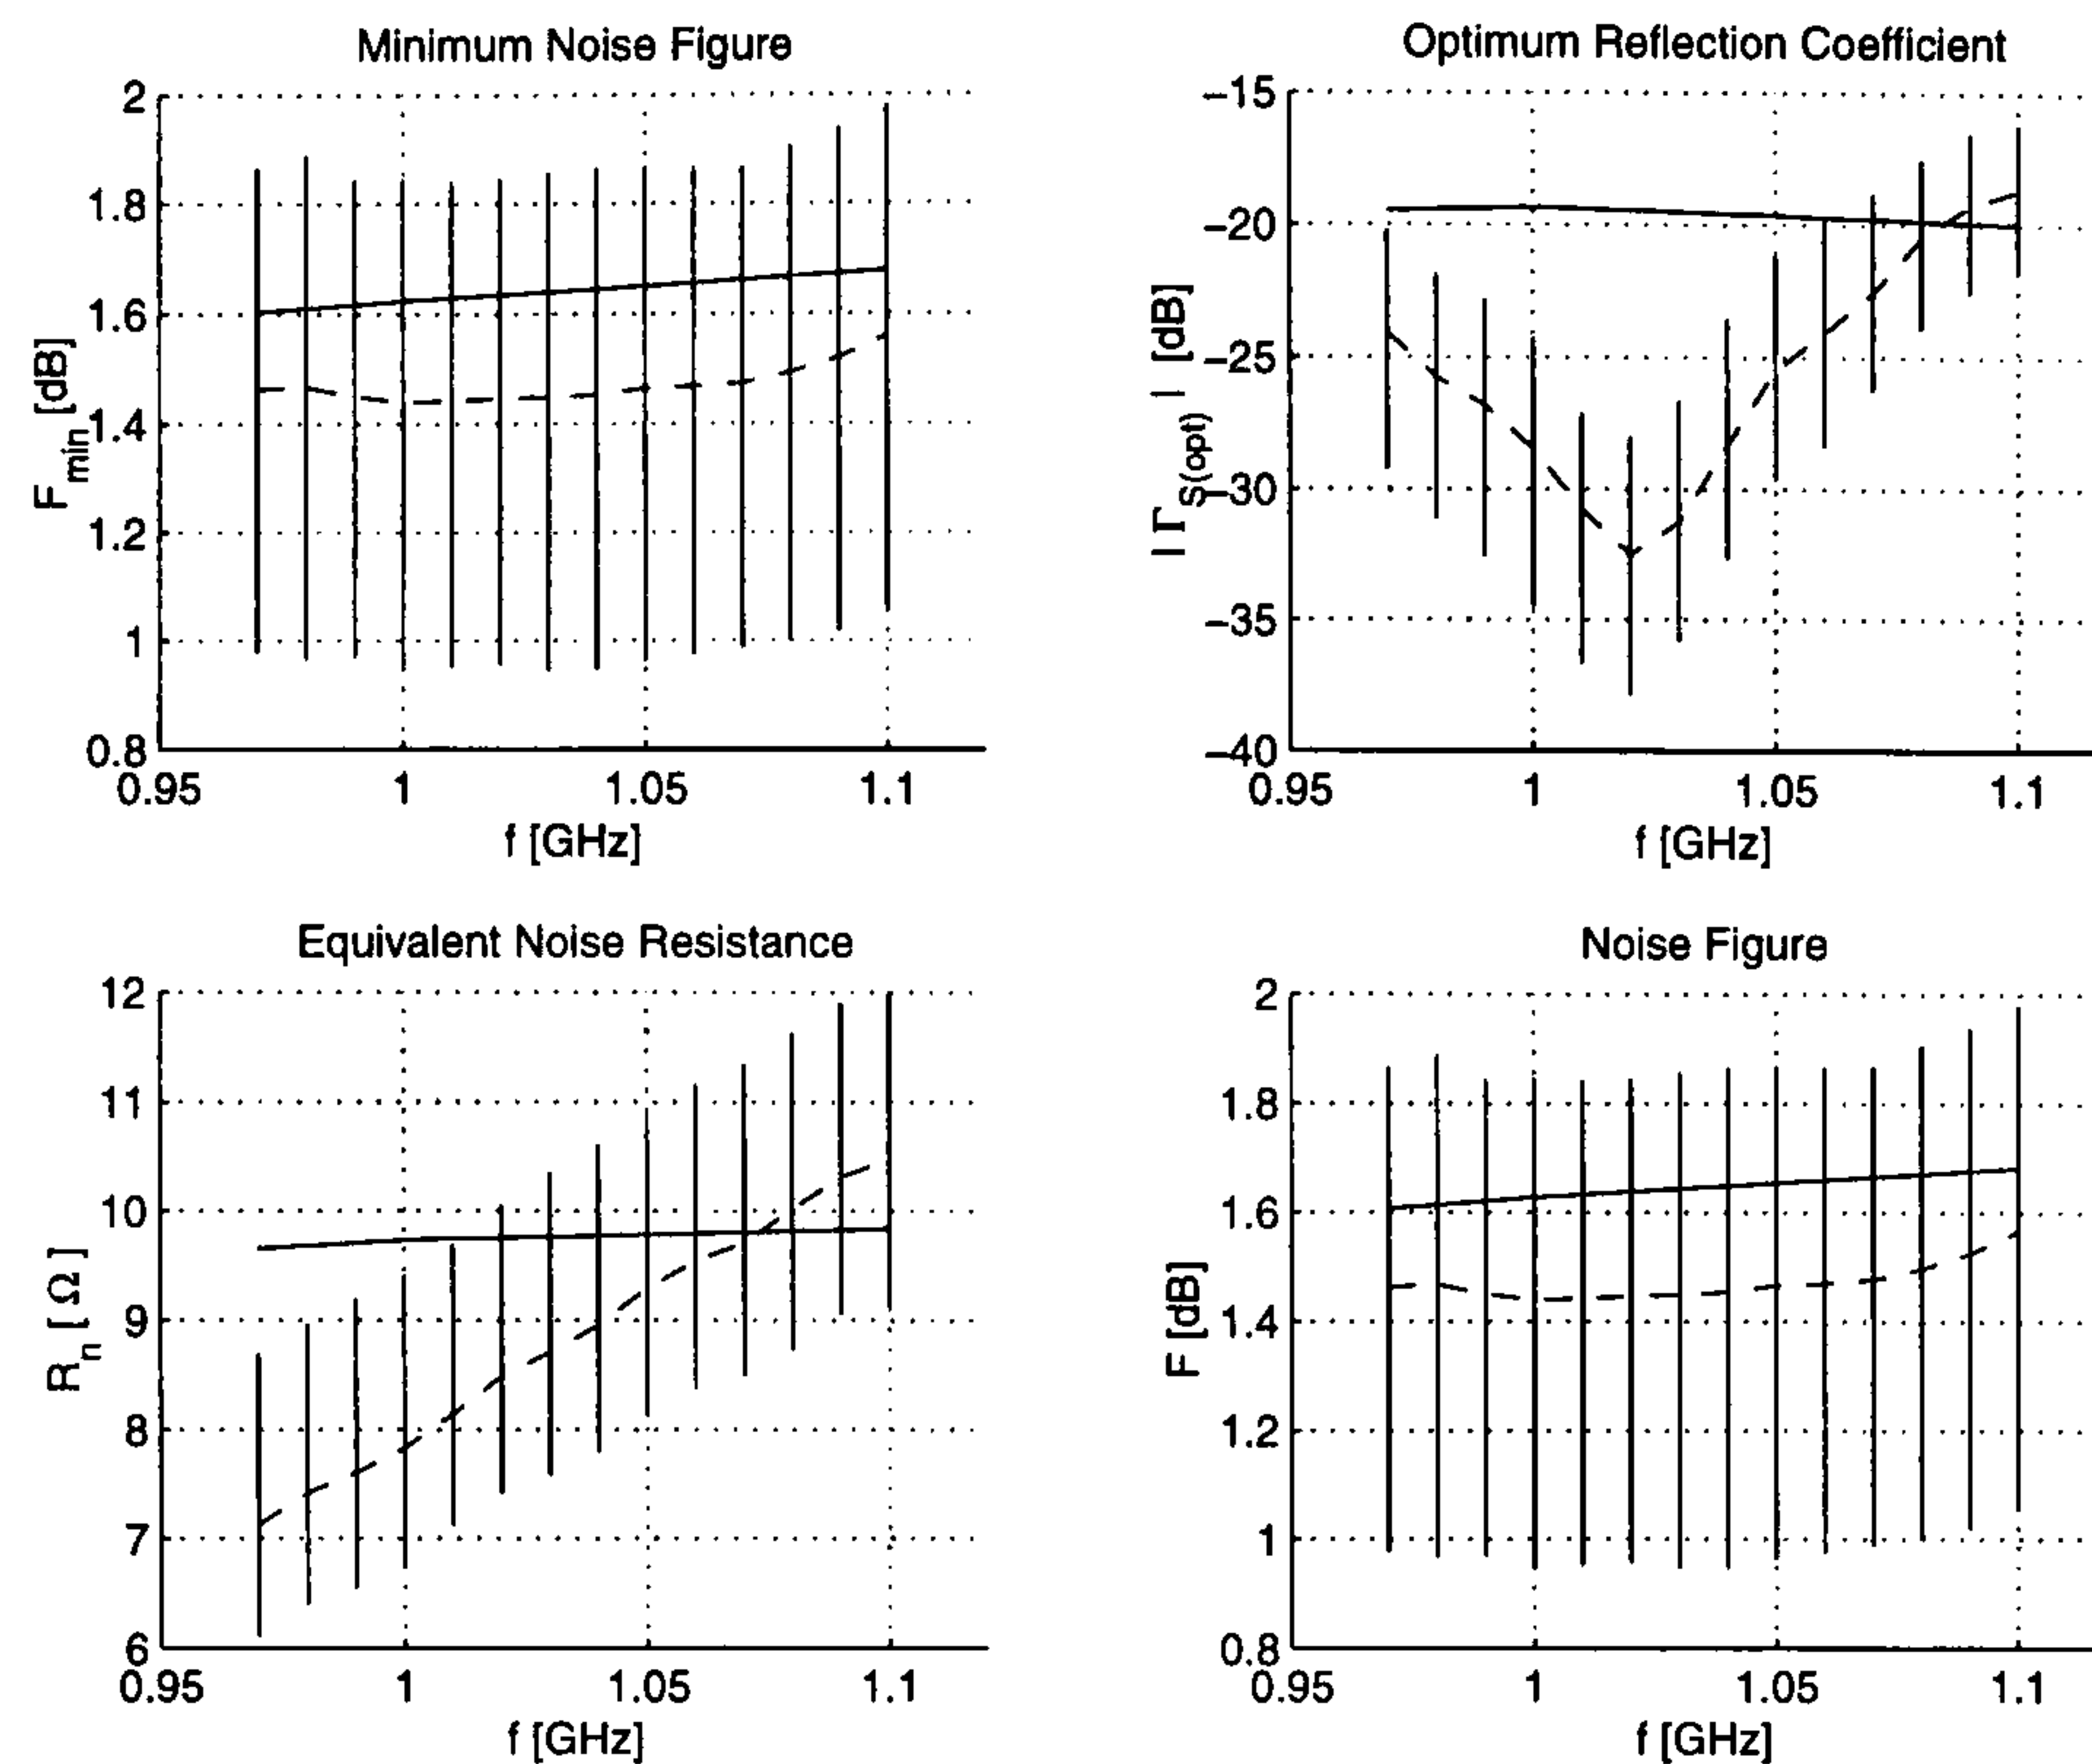 Minimum Noise Figure
2
1.8
1.6
1.4
1.2
1
0.8
0.95 1 1.05 1.1
F min [dB]
f [GHz]
Optimum Reflection Coefficient
−15
−20
−25
−30
−35
−40
0.95 1 1.05 1.1
| Γ S(opt) | [dB]
f [GHz]
Equivalent Noise Resistance
12
11
10
9
8
7
6
0.95 1 1.05 1.1
R n [ Ω ]
f [GHz]
Noise Figure
2
1.8
1.6
1.4
1.2
1
0.8
0.95 1 1.05 1.1
F [dB]
f [GHz]